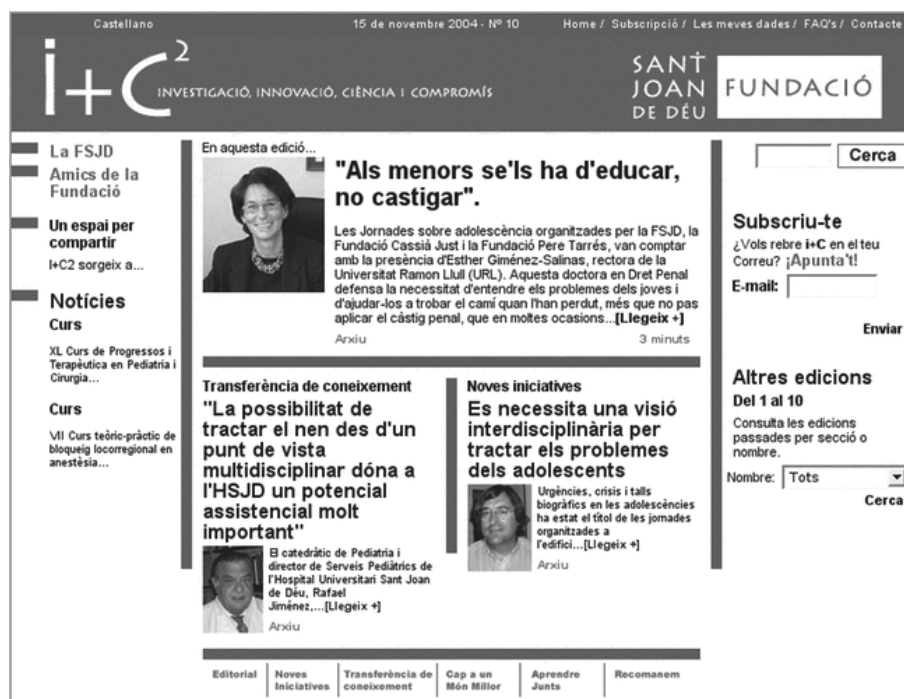 Castellano
15 de novembre 2004 - Nº 10
Home / Subscripció / Les meves dades / FAQ's / Contacte
i+C²
INVESTIGACIÓ, INNOVACIÓ, CIÈNCIA I COMPROMÍS
SANT
JOAN
DE DÉU
FUNDACIÓ
La FSJD
Amics de la
Fundació
Un espai per
compartir
I+C2 sorgeix a...
Notícies
Curs
XL Curs de Progressos i
Terapèutica en Pediatria i
Cirurgia...
Curs
VII Curs teòric-pràctic de
bloqueig locorregional en
anestèsia...
En aquesta edició...
"Als menors se'ls ha d'educar,
no castigar".
Les Jornades sobre adolescència organitzades per la FSJD, la
Fundació Cassià Just i la Fundació Pere Tarrés, van comptar
amb la presència d'Esther Giménez-Salinas, rectora de la
Universitat Ramon Llull (URL). Aquesta doctora en Dret Penal
defensa la necessitat d'entendre els problemes dels joves i
d'ajudar-los a trobar el camí quan l'han perdut, més que no pas
aplicar el càstig penal, que en moltes ocasions...[Llegeix +]
Arxiu
3 minuts
Transferència de coneixement
"La possibilitat de
tractar el nen des d'un
punt de vista
multidisciplinar dóna a
l'HSJD un potencial
assistencial molt
important"
El catedràtic de Pediatria i
director de Serveis Pediàtrics de
l'Hospital Universitari Sant Joan
de Déu, Rafael
Jiménez,...[Llegeix +]
Arxiu
Noves iniciatives
Es necessita una visió
interdisciplinària per
tractar els problemes
dels adolescents
Urgències, crisis i talls
biogràfics en les adolescències
ha estat el títol de les jornades
organitzades a
l'edifici...[Llegeix +]
Arxiu
Cerca
Subscriu-te
¿Vols rebre i+C en el teu
Correu? ¡Apunta't!
E-mail:
Enviar
Altres edicions
Del 1 al 10
Consulta les edicions
passades per secció o
nombre.
Nombre: Tots
Cerca
Editorial
Noves
Iniciatives
Transferència de
coneixement
Cap a un
Món Millor
Aprendre
Junts
Recomanem